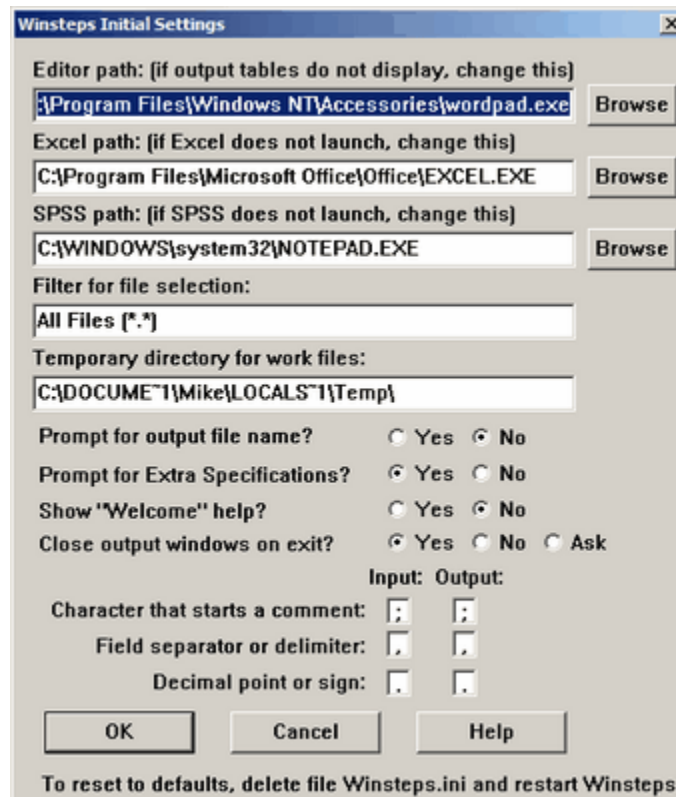 Winsteps Initial Settings
Editor path: (if output tables do not display, change this)
:\Program Files\Windows NT\Accessories\wordpad.exe Browse
Excel path: (if Excel does not launch, change this)
C:\Program Files\Microsoft Office\Office\EXCEL.EXE Browse
SPSS path: (if SPSS does not launch, change this)
C:\WINDOWS\system32\NOTEPAD.EXE Browse
Filter for file selection:
All Files (*.*)
Temporary directory for work files:
C:\DOCUME~1\Mike\LOCALS~1\Temp\
Prompt for output file name? Yes No
Prompt for Extra Specifications? Yes No
Show "Welcome" help? Yes No
Close output windows on exit? Yes No Ask
Input: Output:
Character that starts a comment: ; ;
Field separator or delimiter: , ,
Decimal point or sign: . .
OK Cancel Help
To reset to defaults, delete file Winsteps.ini and restart Winsteps